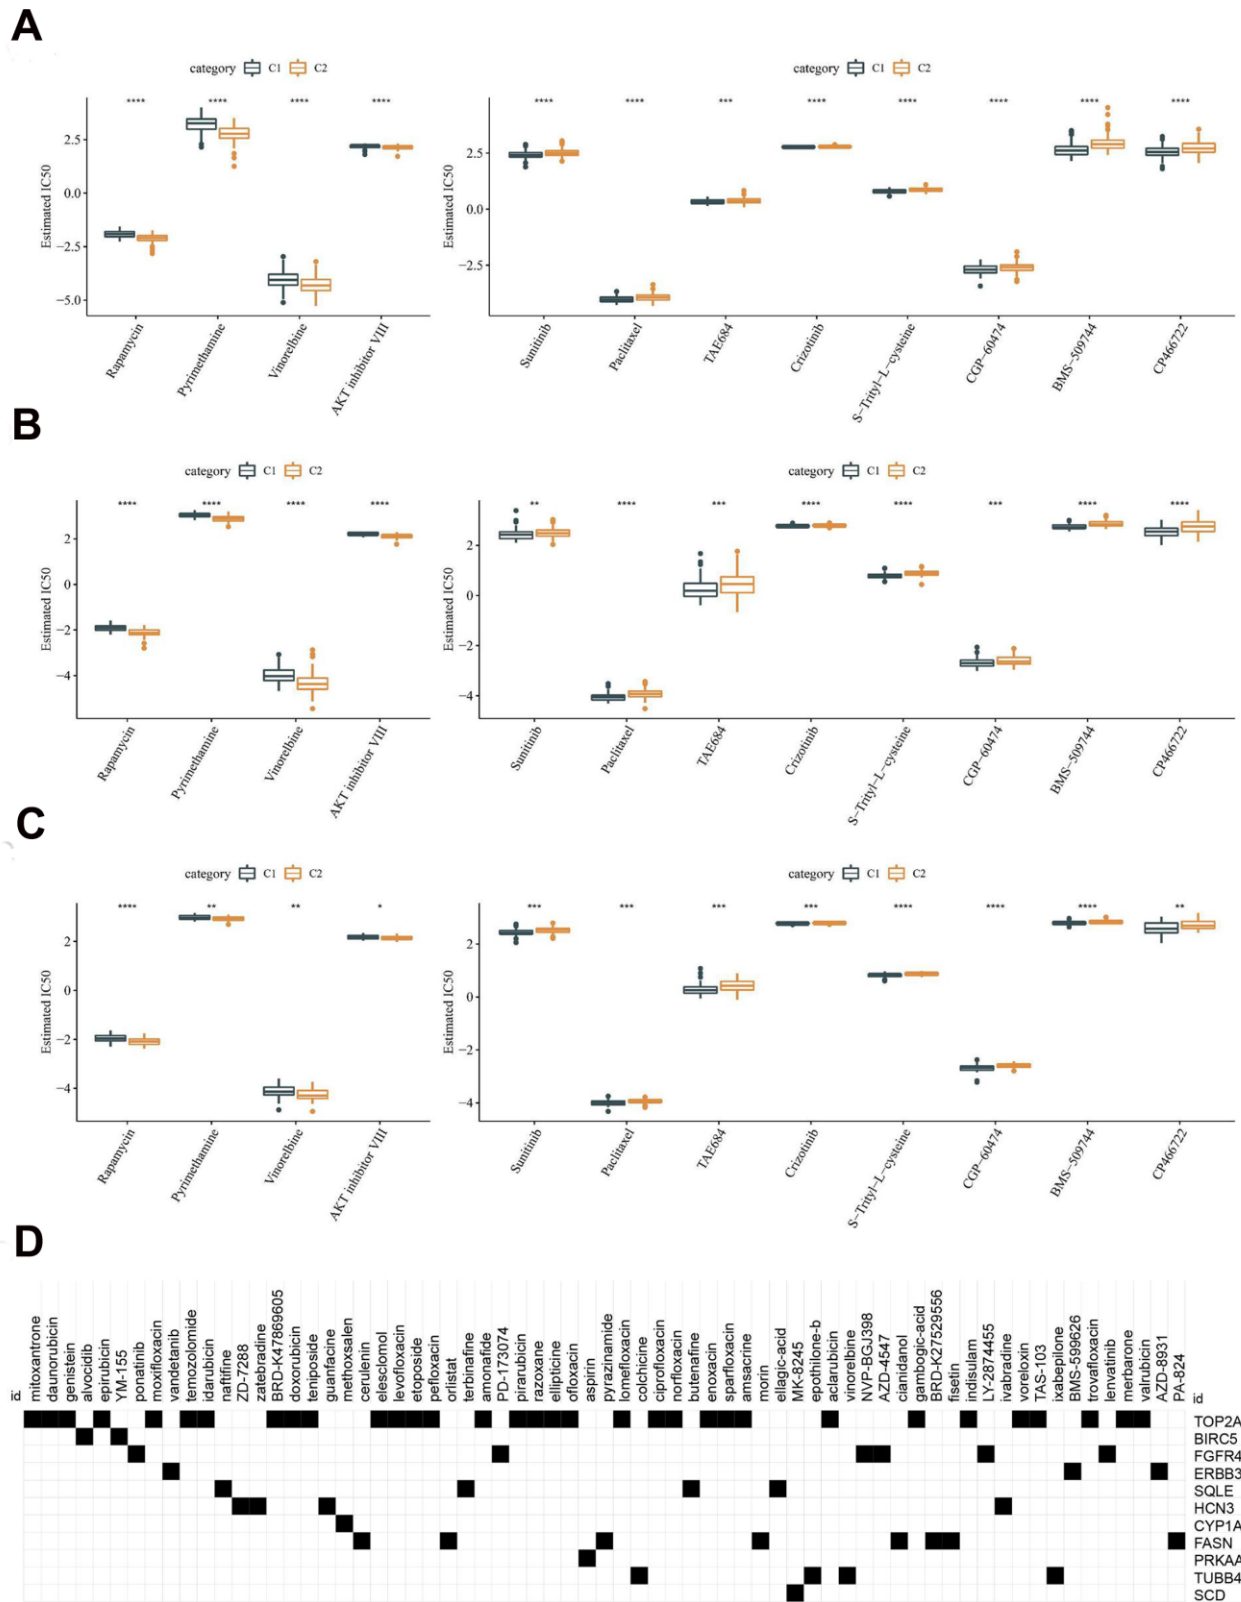 A
category C1 C2
category C1 C2
**** **** **** ****
**** **** *** **** **** **** **** ****
Estimated IC50
2.5
0.0
−2.5
−5.0
Rapamycin
Pyrimethamine
Vinorelbine
AKT inhibitor VIII
Estimated IC50
2.5
0.0
−2.5
Sunitinib
Paclitaxel
TAE684
Crizotinib
S−Trityl−L−cysteine
CGP−60474
BMS−509744
CP466722
B
category C1 C2
category C1 C2
**** **** **** ****
** **** *** **** **** *** **** ****
Estimated IC50
2
0
−2
−4
Rapamycin
Pyrimethamine
Vinorelbine
AKT inhibitor VIII
Estimated IC50
2
0
−2
−4
Sunitinib
Paclitaxel
TAE684
Crizotinib
S−Trityl−L−cysteine
CGP−60474
BMS−509744
CP466722
C
category C1 C2
category C1 C2
**** ** ** *
*** *** *** *** **** **** **** **
Estimated IC50
2
0
−2
−4
Rapamycin
Pyrimethamine
Vinorelbine
AKT inhibitor VIII
Estimated IC50
2
0
−2
−4
Sunitinib
Paclitaxel
TAE684
Crizotinib
S−Trityl−L−cysteine
CGP−60474
BMS−509744
CP466722
D
id
mitoxantrone
daunorubicin
genistein
alvocidib
epirubicin
YM-155
ponatinib
moxifloxacin
vandetanib
temozolomide
idarubicin
naftifine
ZD-7288
zatebradine
BRD-K47869605
doxorubicin
teniposide
guanfacine
methoxsalen
cerulenin
elesclomol
levofloxacin
etoposide
pefloxacin
orlistat
terbinafine
amonafide
PD-173074
pirarubicin
razoxane
ellipticine
ofloxacin
aspirin
pyrazinamide
lomefloxacin
colchicine
ciprofloxacin
norfloxacin
butenafine
enoxacin
sparfloxacin
amsacrine
morin
ellagic-acid
MK-8245
epothilone-b
aclarubicin
vinorelbine
NVP-BGJ398
AZD-4547
cianidanol
gambogic-acid
BRD-K27529556
fisetin
indisulam
LY-2874455
ivabradine
voreloxin
TAS-103
ixabepilone
BMS-599626
trovafloxacin
lenvatinib
merbarone
valrubicin
AZD-8931
PA-824
id
TOP2A
BIRC5
FGFR4
ERBB3
SQLE
HCN3
CYP1A
FASN
PRKAA
TUBB4
SCD